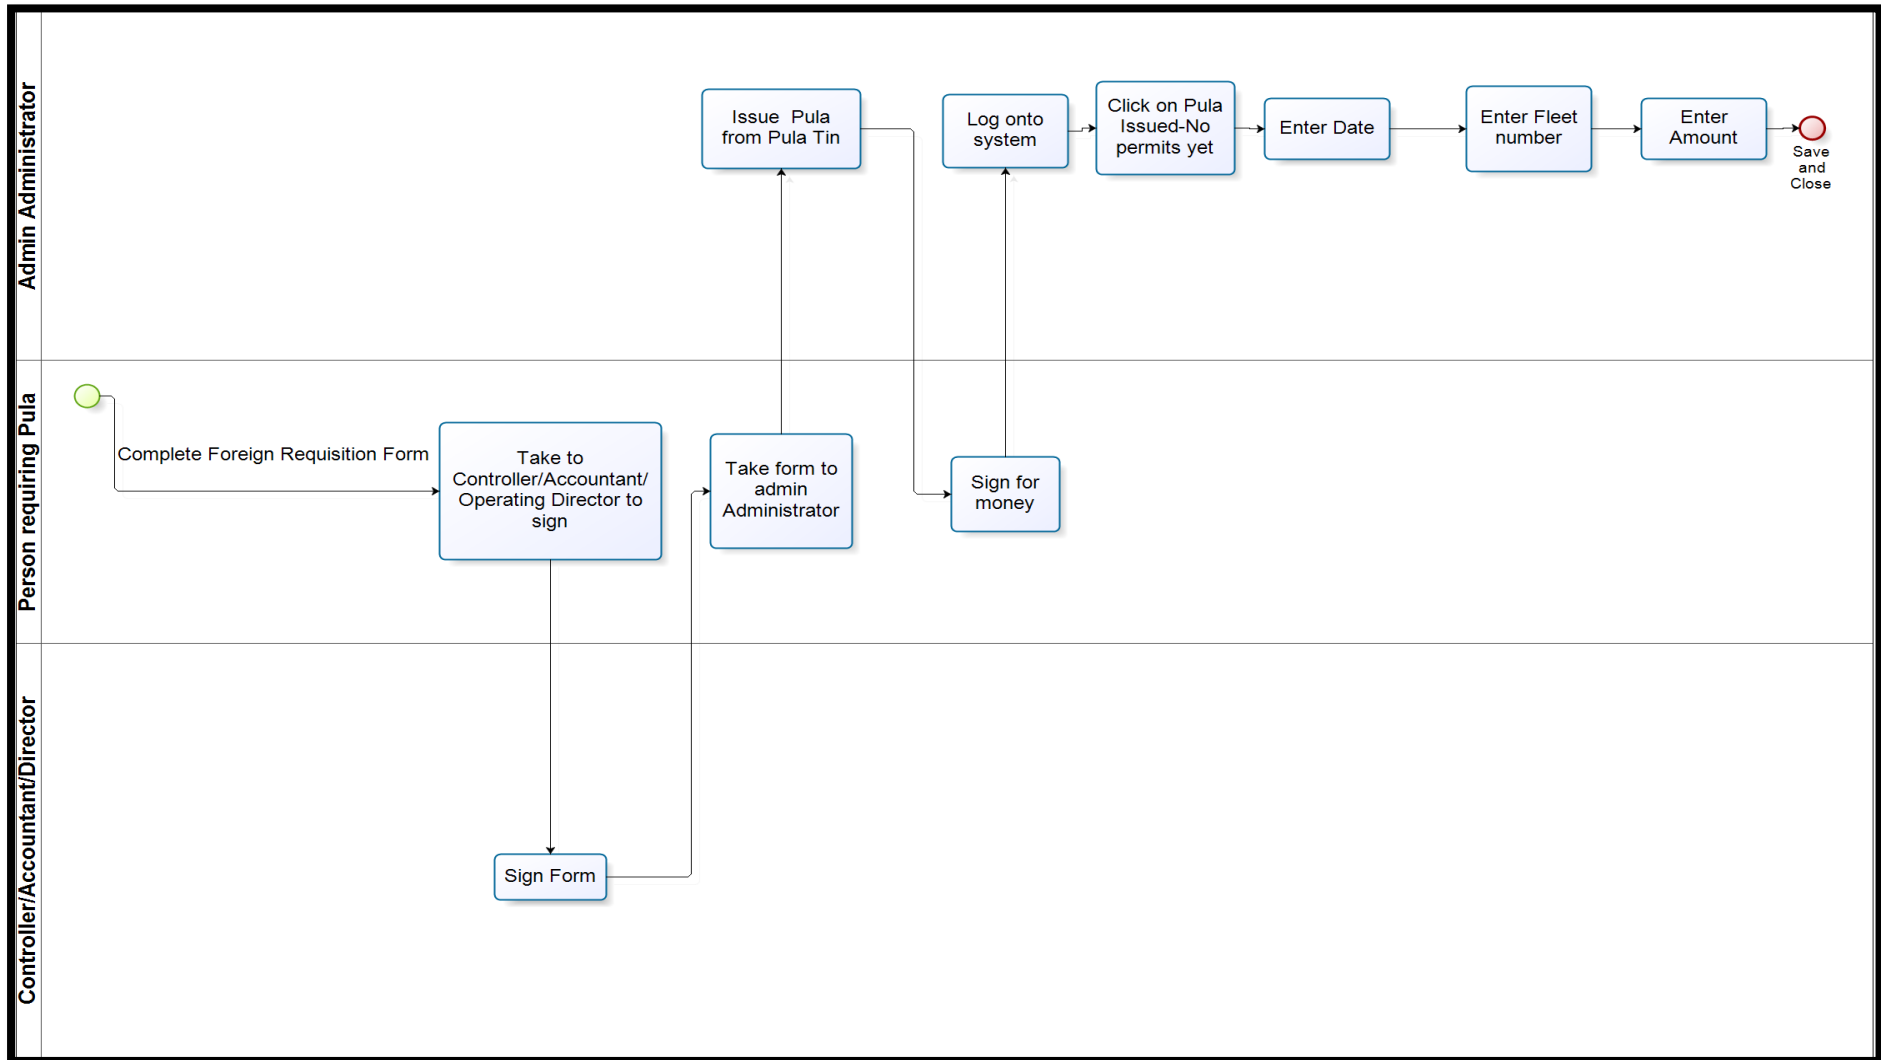 Admin Administrator
Issue  Pula
from Pula Tin
Log onto
system
Click on Pula
Issued-No
permits yet
Enter Date
Enter Fleet
number
Enter
Amount
Save
and
Close
Person requiring Pula
Complete Foreign Requisition Form
Take to
Controller/Accountant/
Operating Director to
sign
Take form to
admin
Administrator
Sign for
money
Controller/Accountant/Director
Sign Form